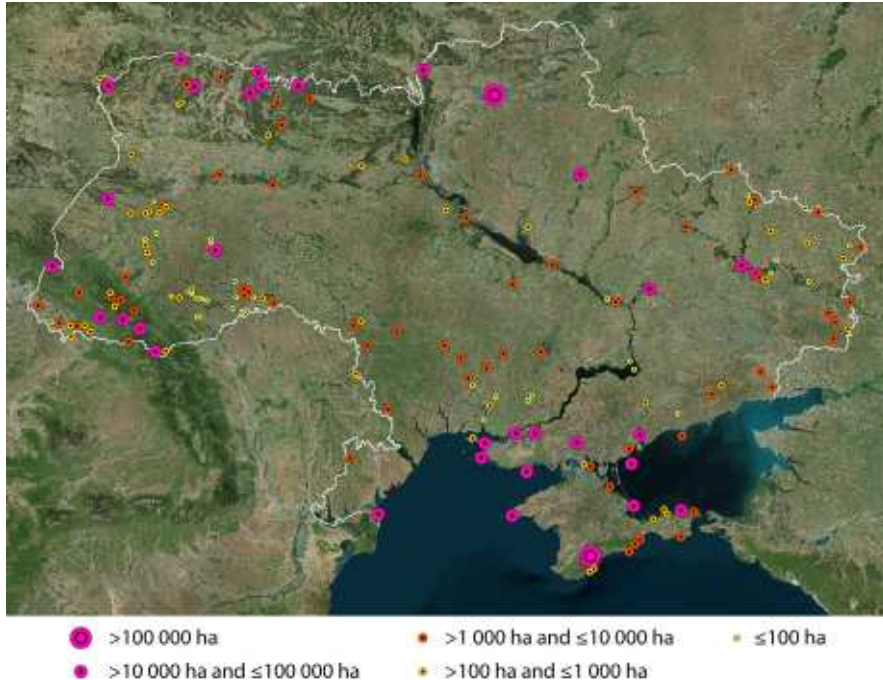 >100 000 ha
>1 000 ha and ≤10 000 ha
≤100 ha
>10 000 ha and ≤100 000 ha
>100 ha and ≤1 000 ha